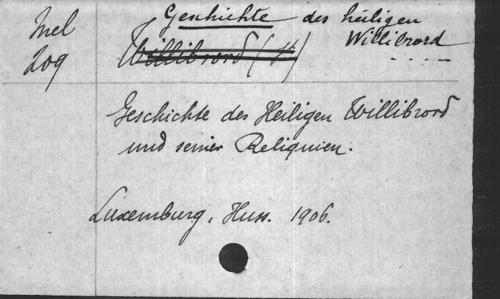 Mel
209
Geschichte des heiligen
Willibrord
Willibrord (H)
Geschichte des Heiligen Willibrord
und seiner Reliquien.
Luxemburg, Huss. 1906.